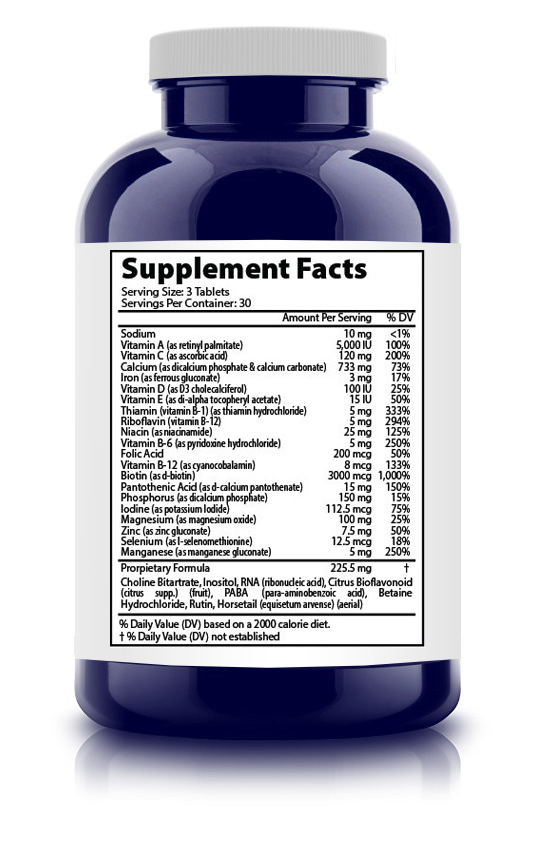 Supplement Facts
Serving Size: 3 Tablets
Servings Per Container: 30
Amount Per Serving % DV
Sodium 10 mg <1%
Vitamin A (as retinyl palmitate) 5,000 IU 100%
Vitamin C (as ascorbic acid) 120 mg 200%
Calcium (as dicalcium phosphate & calcium carbonate) 733 mg 73%
Iron (as ferrous gluconate) 3 mg 17%
Vitamin D (as D3 cholecalciferol) 100 IU 25%
Vitamin E (as di-alpha tocopheryl acetate) 15 IU 50%
Thiamin (vitamin B-1) (as thiamin hydrochloride) 5 mg 333%
Riboflavin (vitamin B-12) 5 mg 294%
Niacin (as niacinamide) 25 mg 125%
Vitamin B-6 (as pyridoxine hydrochloride) 5 mg 250%
Folic Acid 200 mcg 50%
Vitamin B-12 (as cyanocobalamin) 8 mcg 133%
Biotin (as d-biotin) 3000 mcg 1,000%
Pantothenic Acid (as d-calcium pantothenate) 15 mg 150%
Phosphorus (as dicalcium phosphate) 150 mg 15%
Iodine (as potassium Iodide) 112.5 mcg 75%
Magnesium (as magnesium oxide) 100 mg 25%
Zinc (as zinc gluconate) 7.5 mg 50%
Selenium (as l-selenomethionine) 12.5 mcg 18%
Manganese (as manganese gluconate) 5 mg 250%
Prorpietary Formula 225.5 mg †
Choline Bitartrate, Inositol, RNA (ribonucleic acid), Citrus Bioflavonoid
(citrus supp.) (fruit), PABA (para-aminobenzoic acid), Betaine
Hydrochloride, Rutin, Horsetail (equisetum arvense) (aerial)
% Daily Value (DV) based on a 2000 calorie diet.
† % Daily Value (DV) not established